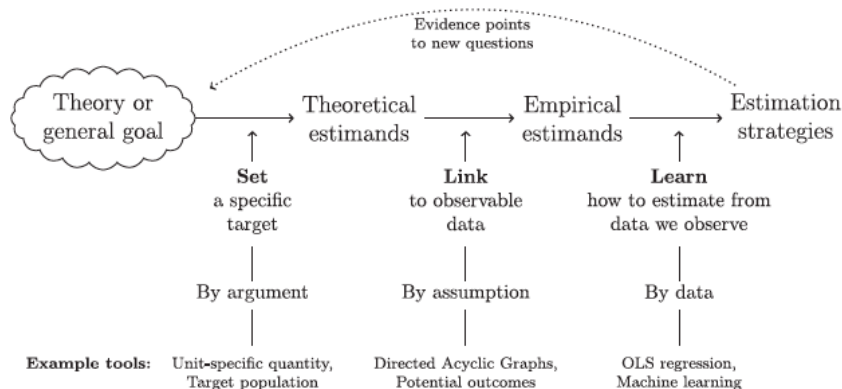 Evidence points
to new questions
Theory or
general goal
Theoretical
estimands
Empirical
estimands
Estimation
strategies
Set
a specific
target
Link
to observable
data
Learn
how to estimate from
data we observe
By argument
By assumption
By data
Example tools:
Unit-specific quantity,
Target population
Directed Acyclic Graphs,
Potential outcomes
OLS regression,
Machine learning